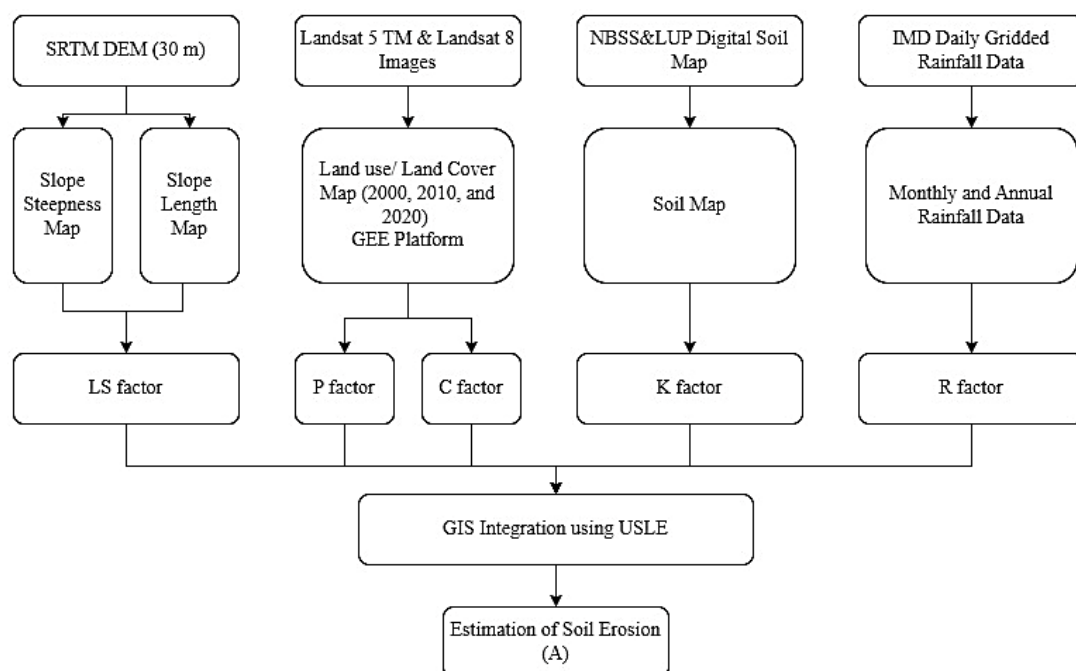 SRTM DEM (30 m)
Landsat 5 TM & Landsat 8
Images
NBSS&LUP Digital Soil
Map
IMD Daily Gridded
Rainfall Data
Slope
Steepness
Map
Slope
Length
Map
Land use/ Land Cover
Map (2000, 2010, and
2020)
GEE Platform
Soil Map
Monthly and Annual
Rainfall Data
LS factor
P factor
C factor
K factor
R factor
GIS Integration using USLE
Estimation of Soil Erosion
(A)